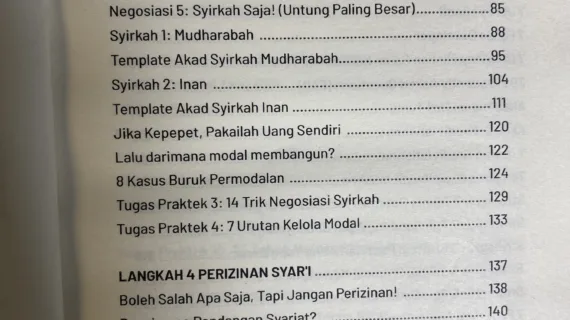 Negosiasi 5: Syirkah Saja! (Untung Paling Besar)..................85
Syirkah 1: Mudharabah ..................88
Template Akad Syirkah Mudharabah..................95
Syirkah 2: Inan ..................104
Template Akad Syirkah Inan ..................111
Jika Kepepet, Pakailah Uang Sendiri ..................120
Lalu darimana modal membangun? ..................122
8 Kasus Buruk Permodalan ..................124
Tugas Praktek 3: 14 Trik Negosiasi Syirkah ..................129
Tugas Praktek 4: 7 Urutan Kelola Modal ..................133
LANGKAH 4 PERIZINAN SYAR'I ..................137
Boleh Salah Apa Saja, Tapi Jangan Perizinan! ..................138
Pandangan Syariat? ..................140